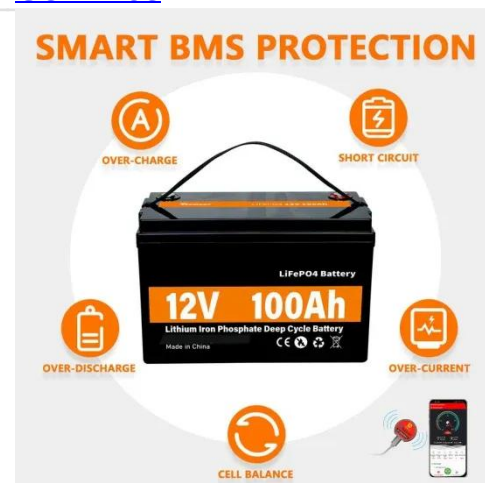 SMART BMS PROTECTION
OVER-CHARGE
SHORT CIRCUIT
LiFePO4 Battery
12V 100Ah
Lithium Iron Phosphate Deep Cycle Battery
Made in China
CE
OVER-DISCHARGE
OVER-CURRENT
CELL BALANCE